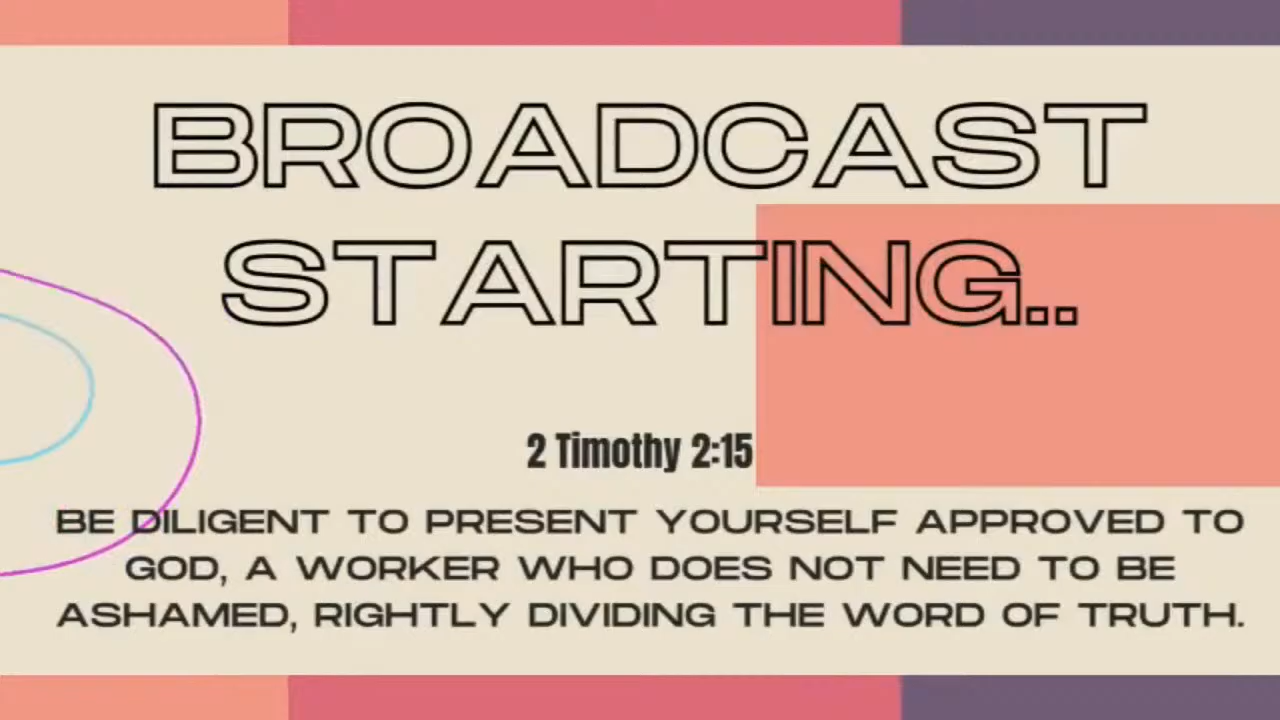 BROADCAST
STARTING..
2 Timothy 2:15
BE DILIGENT TO PRESENT YOURSELF APPROVED TO
GOD, A WORKER WHO DOES NOT NEED TO BE
ASHAMED, RIGHTLY DIVIDING THE WORD OF TRUTH.